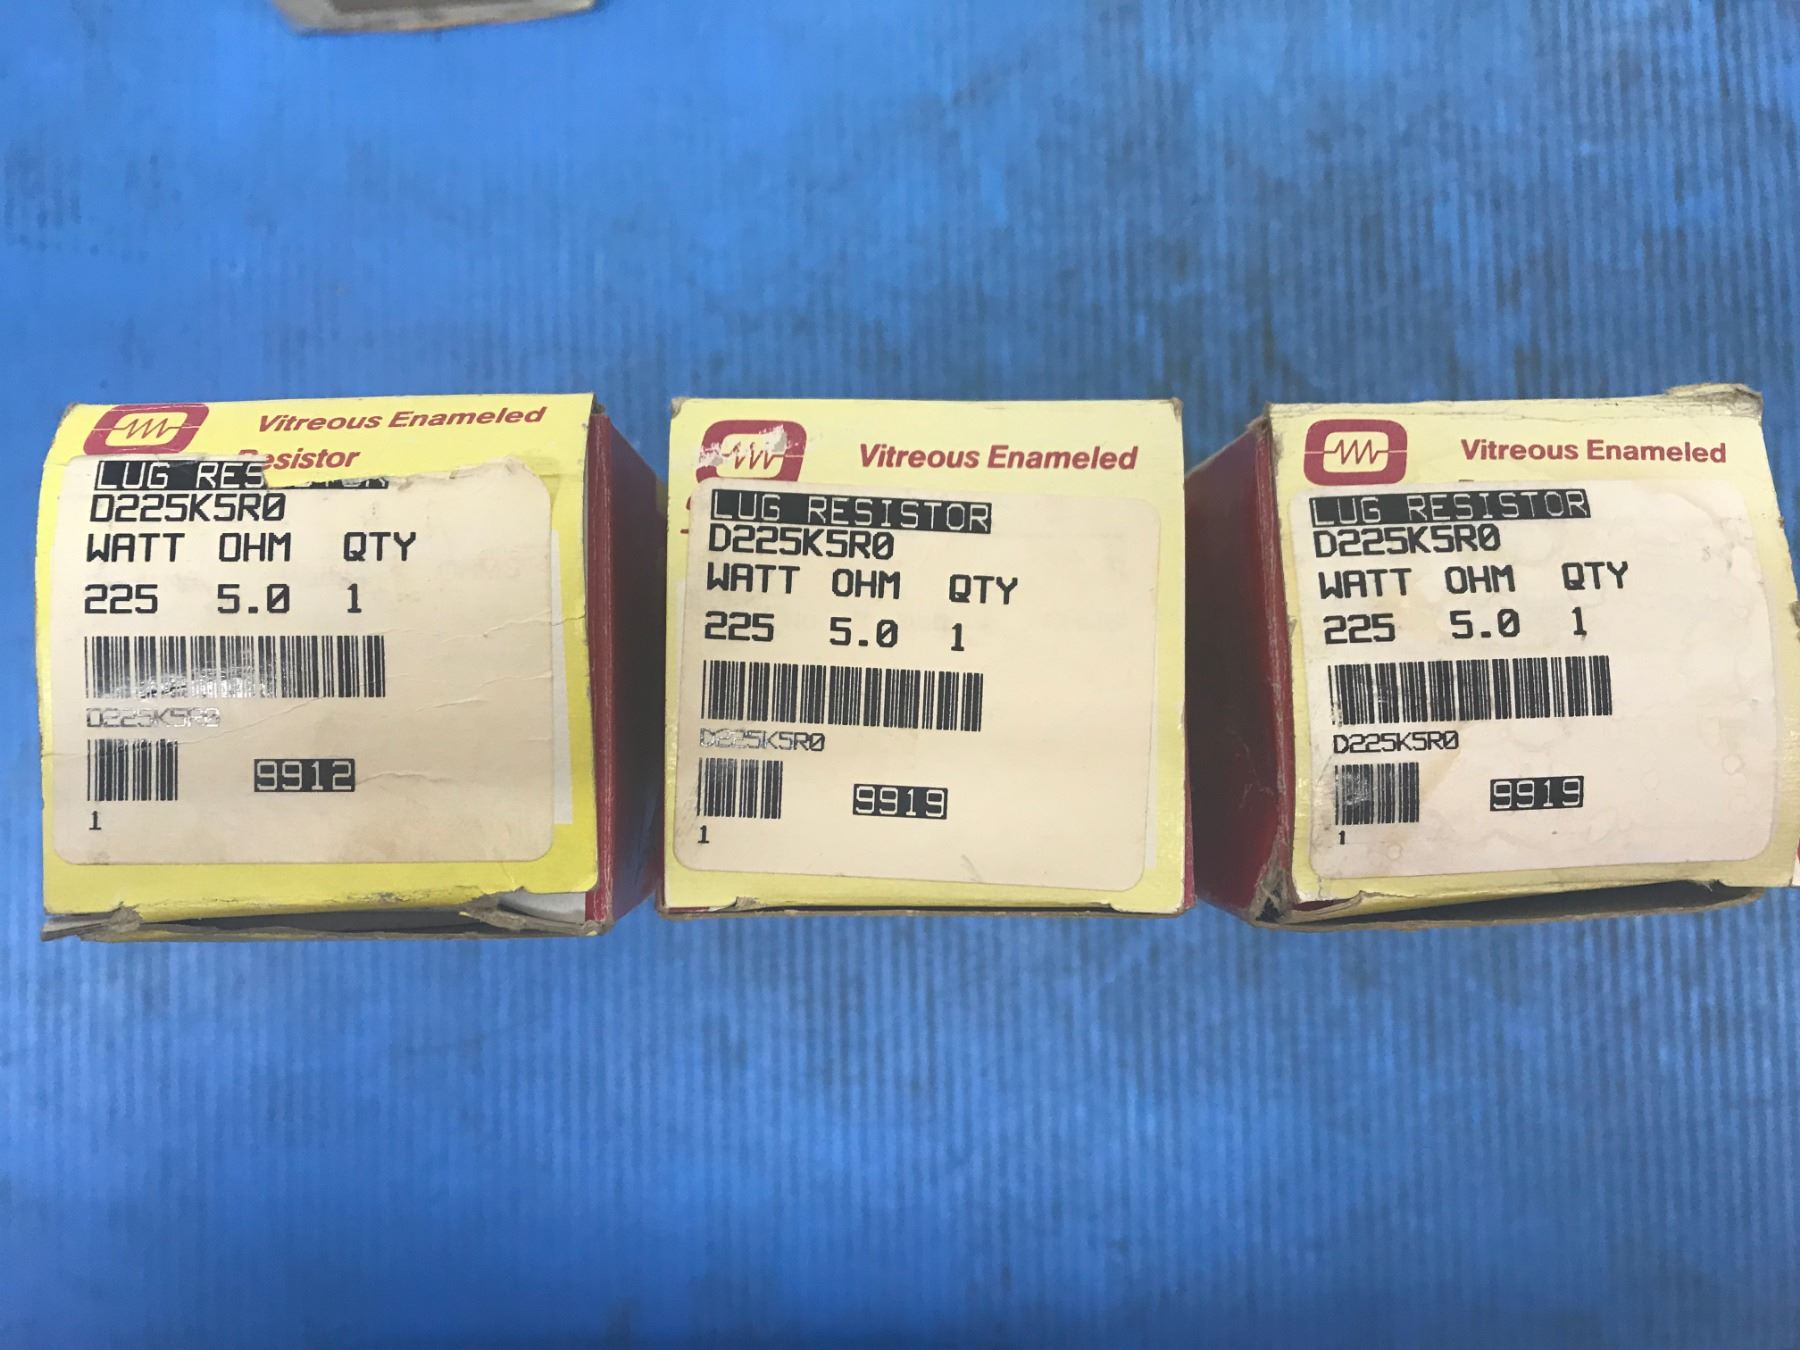 Vitreous Enameled
Resistor
LUG RESISTOR
D225K5R0
WATT OHM QTY
225 5.0 1
D225K5R0
9912
1
Vitreous Enameled
LUG RESISTOR
D225K5R0
WATT OHM QTY
225 5.0 1
D225K5R0
9919
1
Vitreous Enameled
LUG RESISTOR
D225K5R0
WATT OHM QTY
225 5.0 1
D225K5R0
9919
1